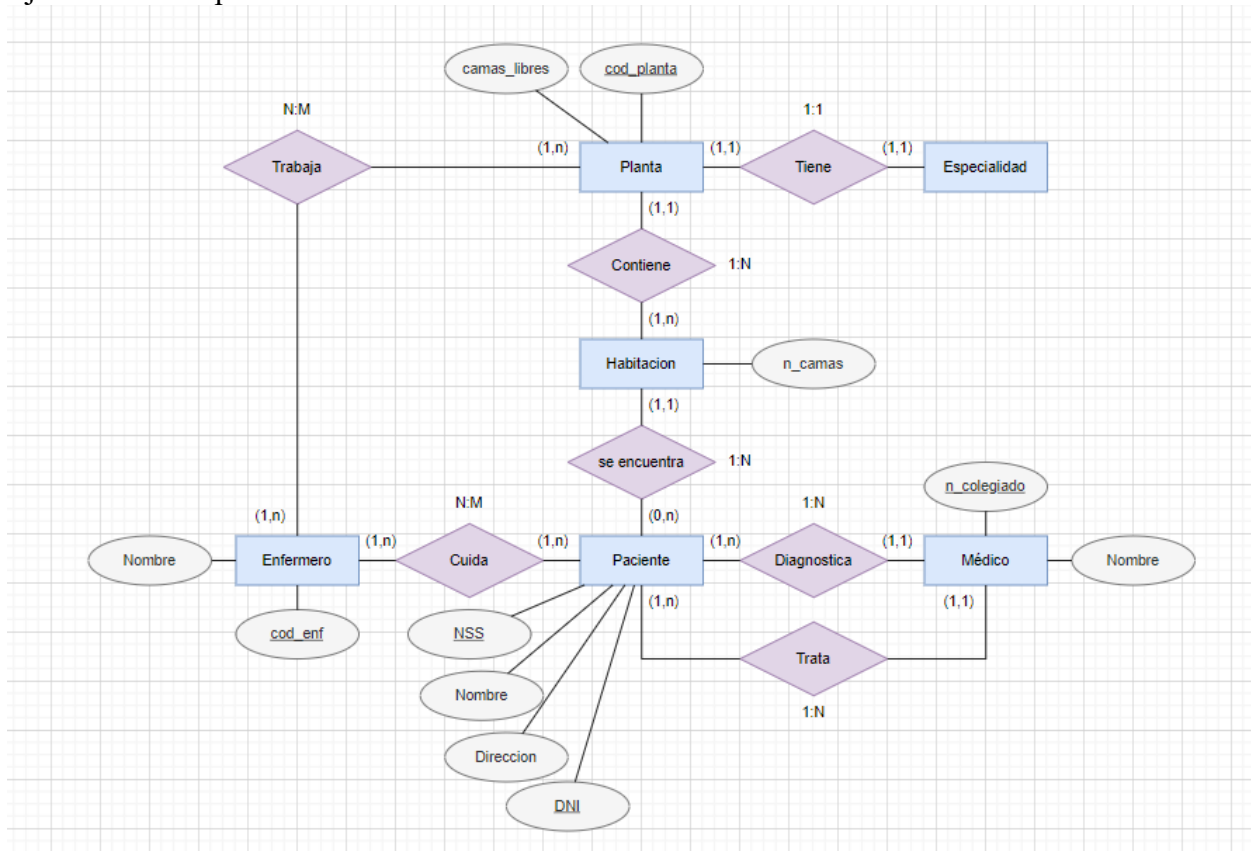 camas_libres
cod_planta
N:M
1:1
(1,n)
(1,1)
(1,1)
Trabaja
Planta
Tiene
Especialidad
(1,1)
Contiene
1:N
(1,n)
Habitacion
n_camas
(1,1)
se encuentra
1:N
n_colegiado
N:M
1:N
(1,n)
(0,n)
(1,n)
(1,n)
(1,n)
(1,1)
Nombre
Enfermero
Cuida
Paciente
Diagnostica
Médico
Nombre
(1,n)
(1,1)
cod_enf
NSS
Trata
Nombre
1:N
Direccion
DNI